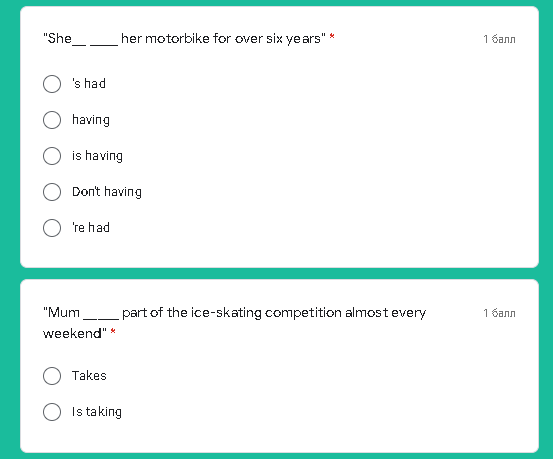 "She__ ____ her motorbike for over six years" * 1 балл
's had
having
is having
Don't having
're had
"Mum _____ part of the ice-skating competition almost every 1 балл
weekend" *
Takes
Is taking